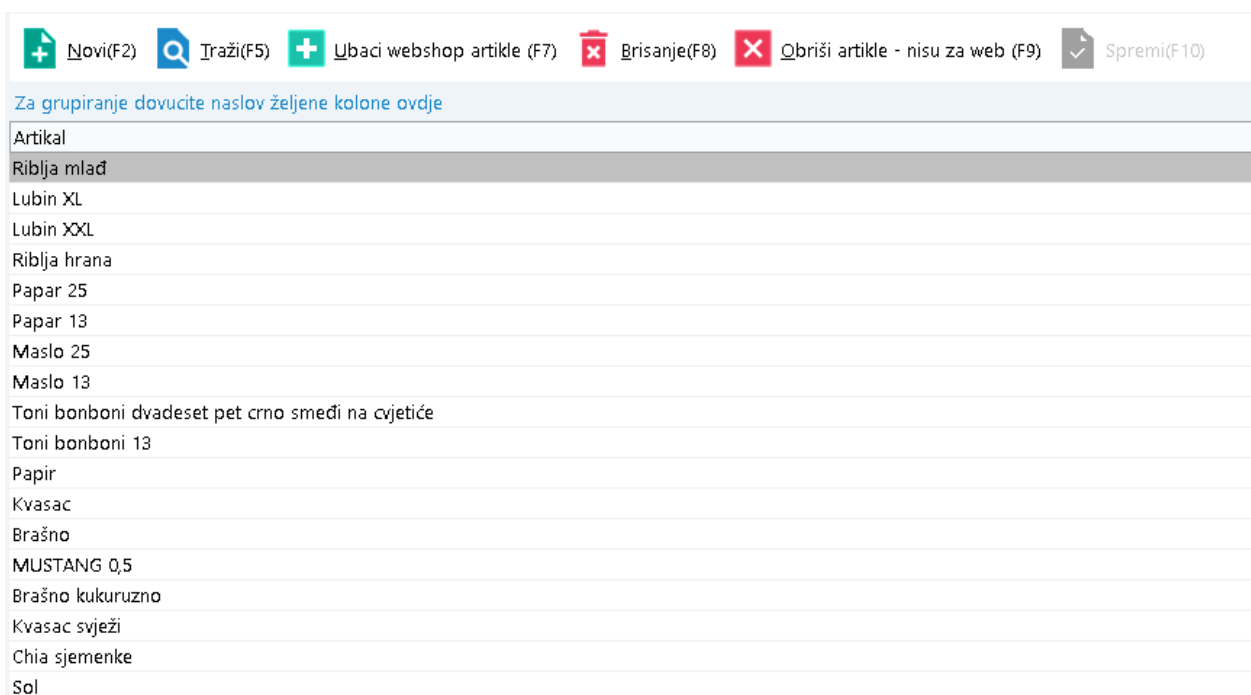 Novi(F2) Traži(F5) Ubaci webshop artikle (F7) Brisanje(F8) Obriši artikle - nisu za web (F9) Spremi(F10)
Za grupiranje dovucite naslov željene kolone ovdje
Artikal
Riblja mlađ
Lubin XL
Lubin XXL
Riblja hrana
Papar 25
Papar 13
Maslo 25
Maslo 13
Toni bonboni dvadeset pet crno smeđi na cvjetiće
Toni bonboni 13
Papir
Kvasac
Brašno
MUSTANG 0,5
Brašno kukuruzno
Kvasac svježi
Chia sjemenke
Sol